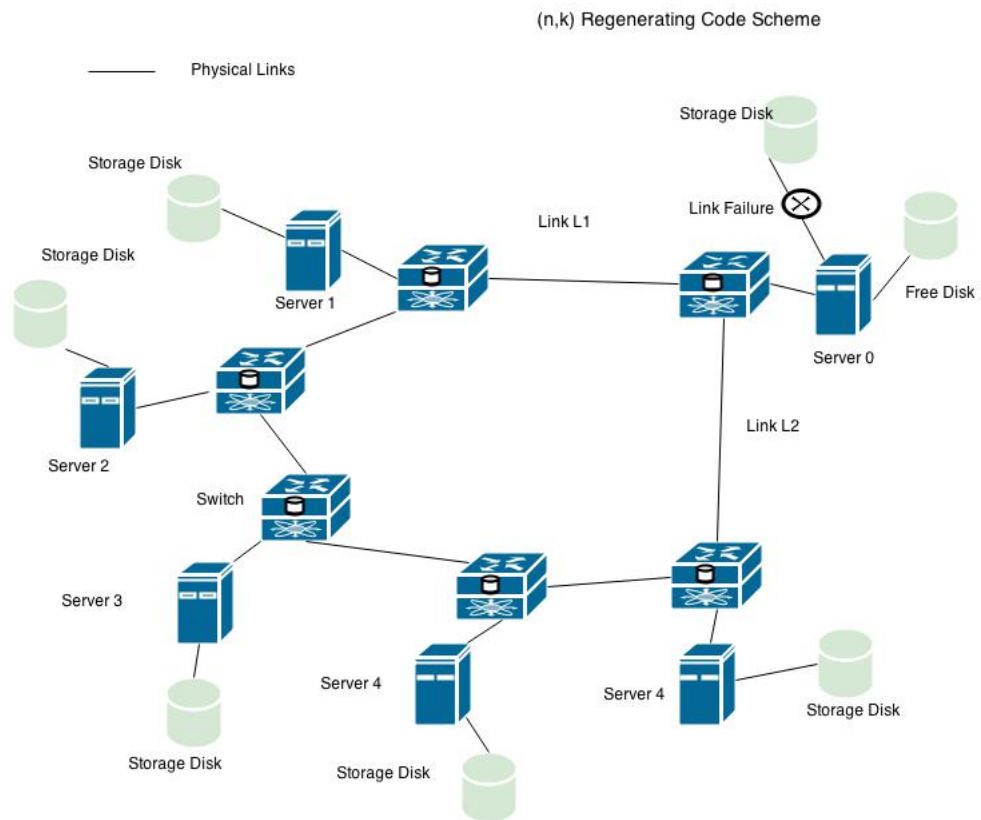 (n,k) Regenerating Code Scheme
Physical Links
Storage Disk
Storage Disk
Link Failure
Link L1
Storage Disk
Free Disk
Server 1
Server 0
Link L2
Server 2
Switch
Server 3
Server 4
Server 4
Storage Disk
Storage Disk
Storage Disk